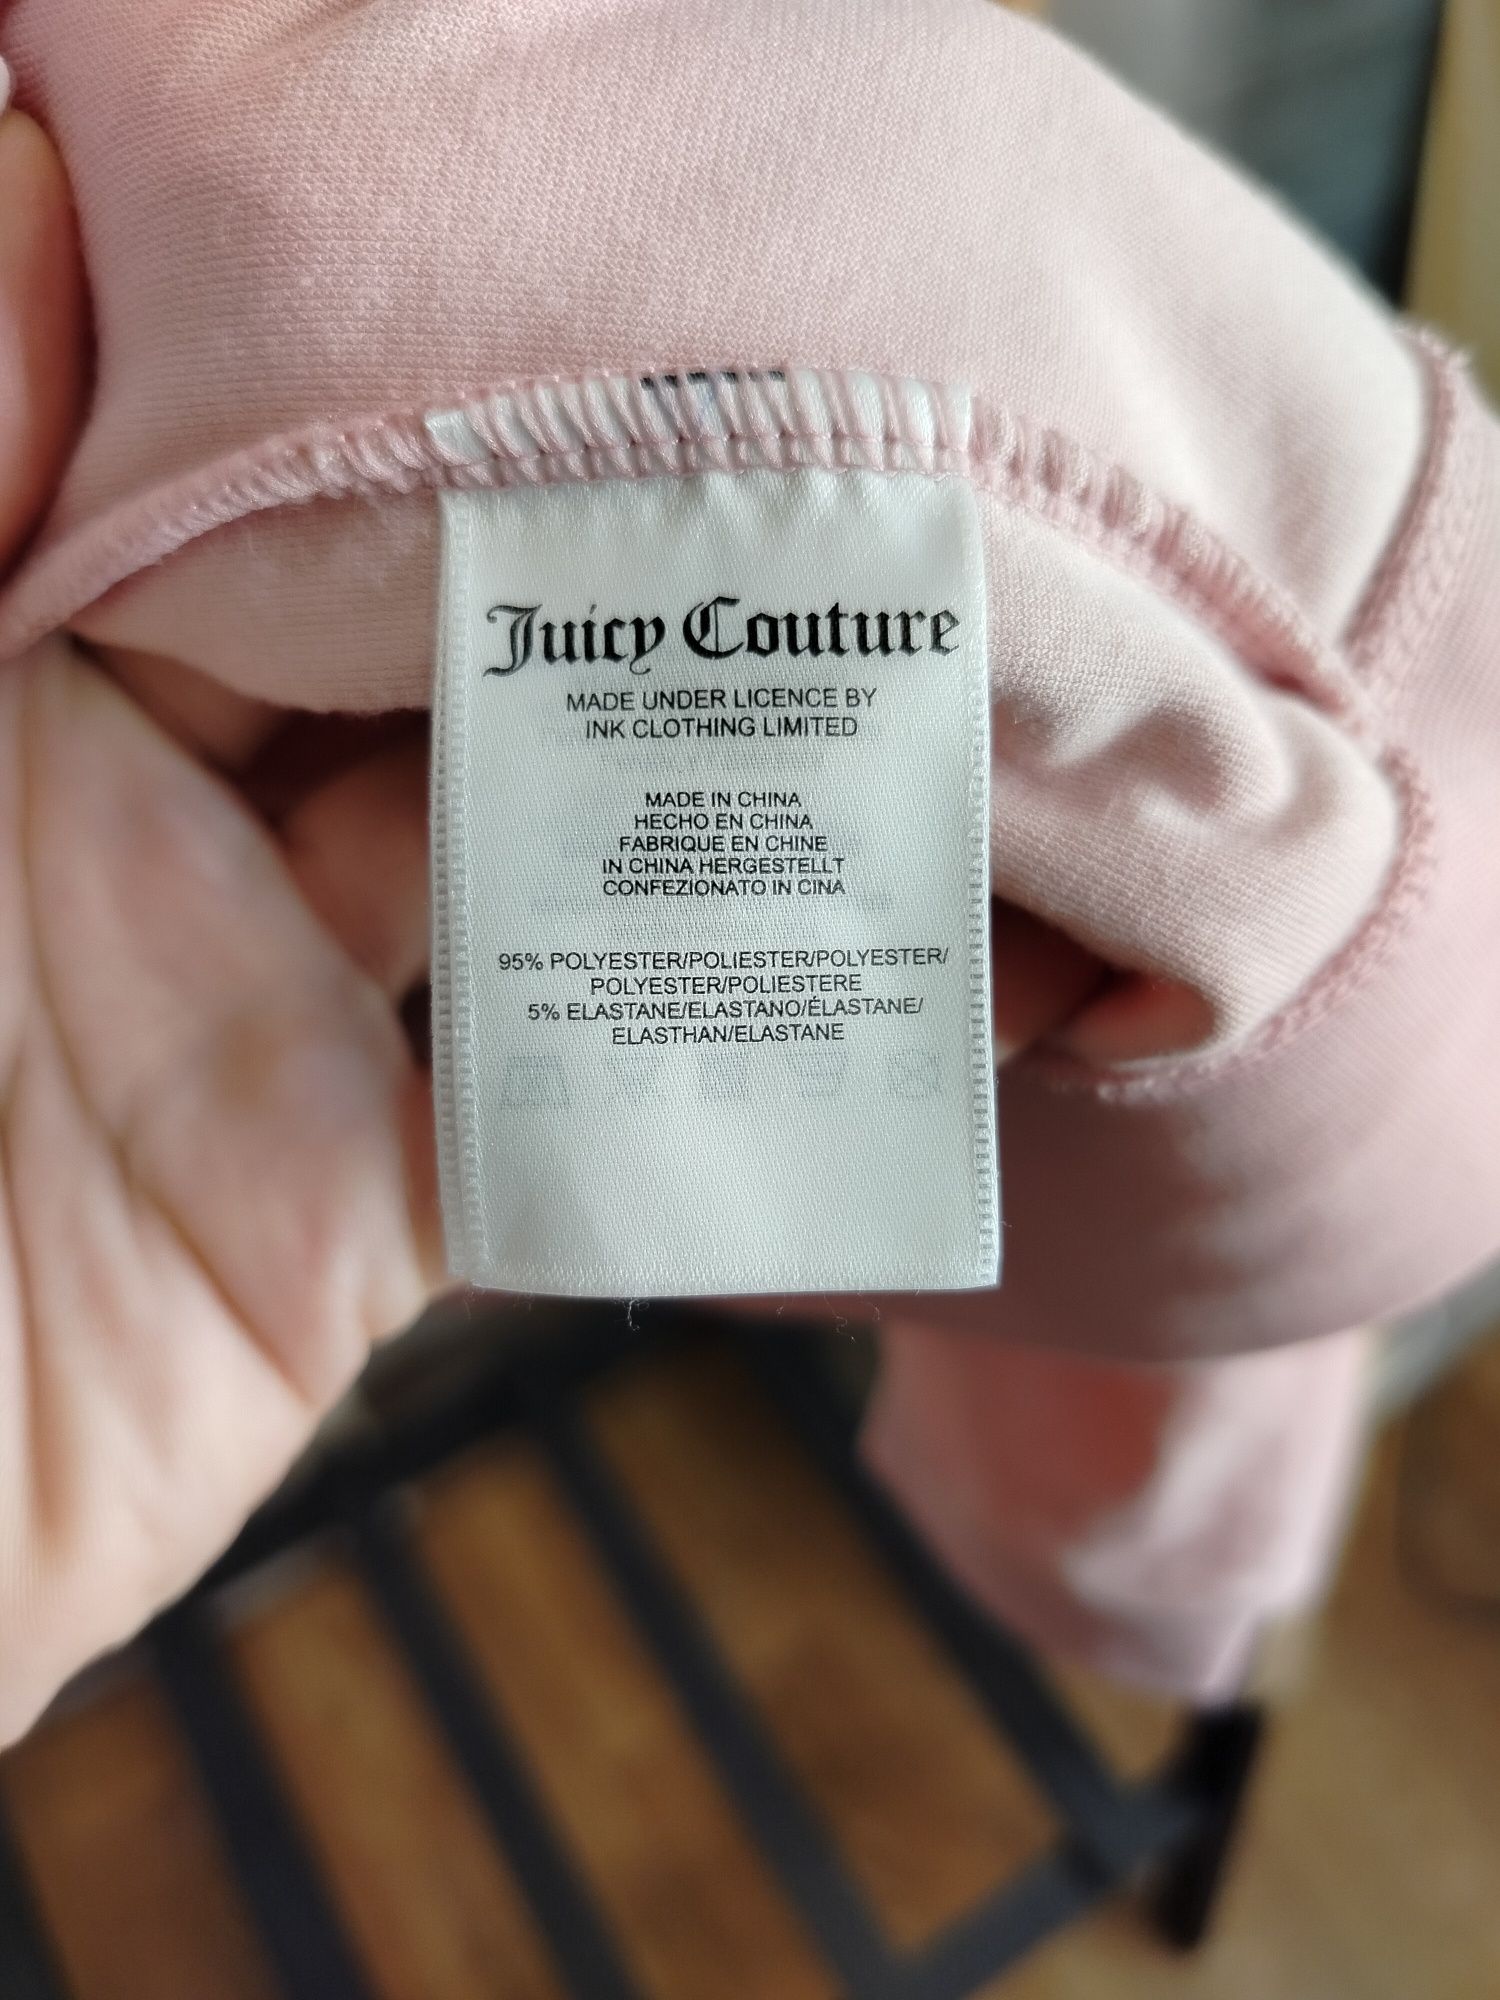 Juicy Couture
MADE UNDER LICENCE BY
INK CLOTHING LIMITED
MADE IN CHINA
HECHO EN CHINA
FABRIQUE EN CHINE
IN CHINA HERGESTELLT
CONFEZIONATO IN CINA
95% POLYESTER/POLIESTER/POLYESTER/
POLYESTER/POLIESTERE
5% ELASTANE/ELASTANO/ÉLASTANE/
ELASTHAN/ELASTANE